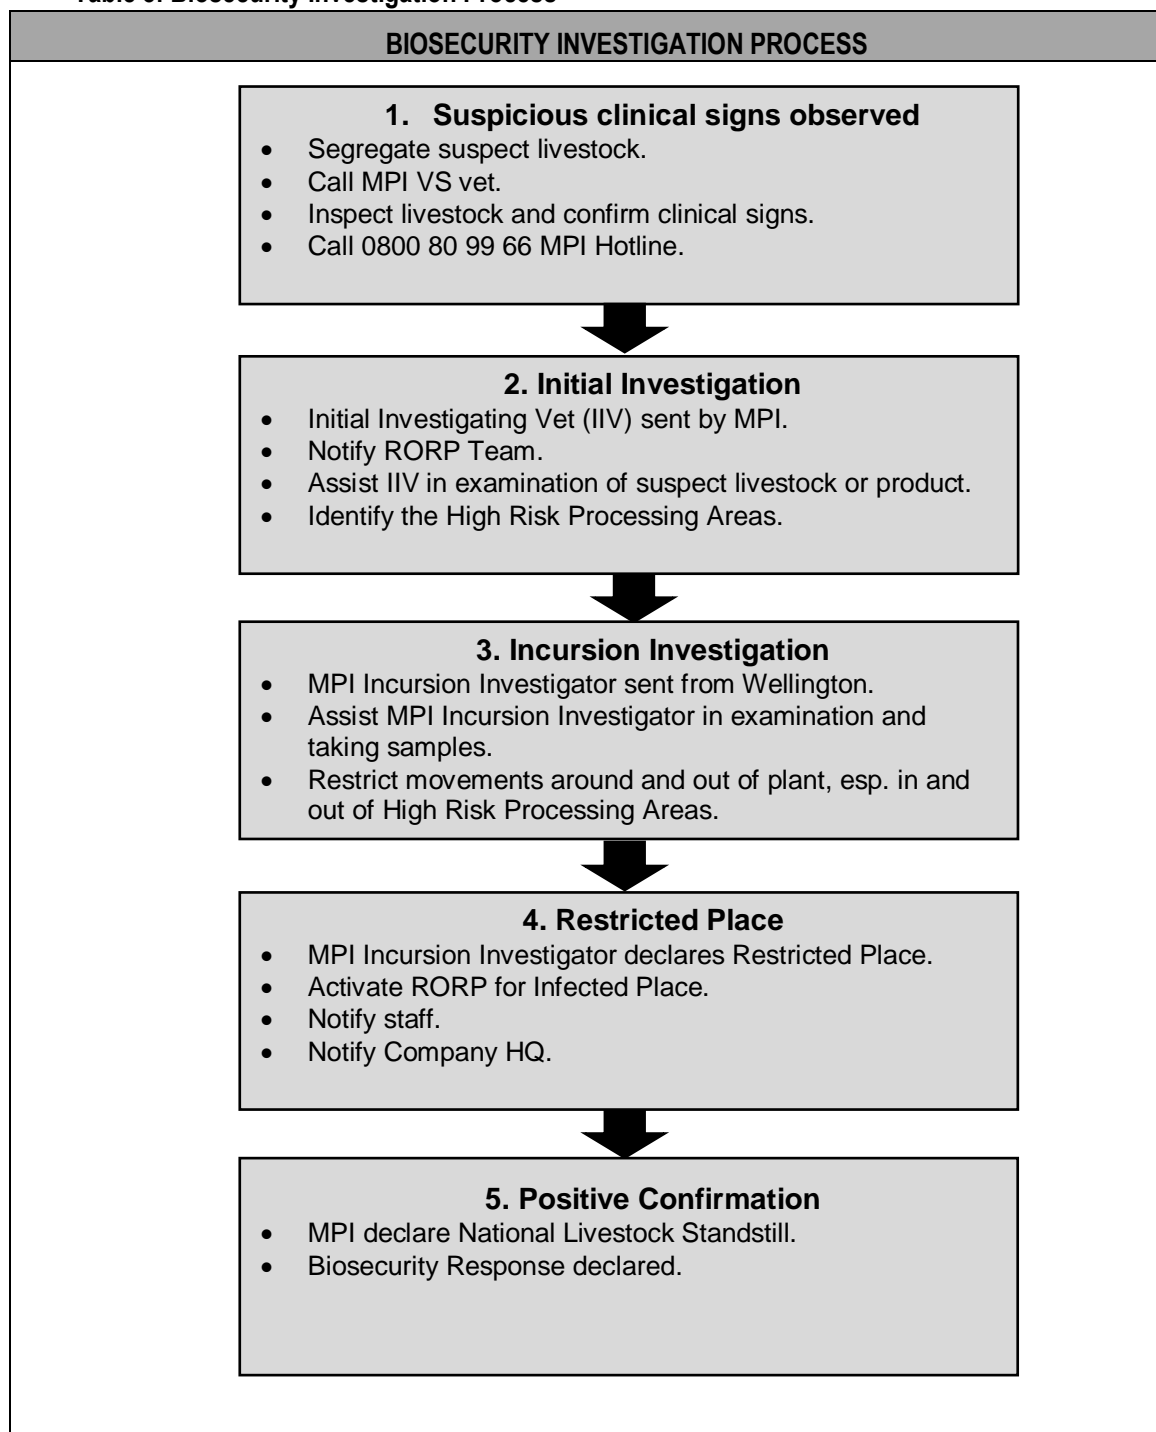 BIOSECURITY INVESTIGATION PROCESS
1. Suspicious clinical signs observed
• Segregate suspect livestock.
• Call MPI VS vet.
• Inspect livestock and confirm clinical signs.
• Call 0800 80 99 66 MPI Hotline.
2. Initial Investigation
• Initial Investigating Vet (IIV) sent by MPI.
• Notify RORP Team.
• Assist IIV in examination of suspect livestock or product.
• Identify the High Risk Processing Areas.
3. Incursion Investigation
• MPI Incursion Investigator sent from Wellington.
• Assist MPI Incursion Investigator in examination and
taking samples.
• Restrict movements around and out of plant, esp. in and
out of High Risk Processing Areas.
4. Restricted Place
• MPI Incursion Investigator declares Restricted Place.
• Activate RORP for Infected Place.
• Notify staff.
• Notify Company HQ.
5. Positive Confirmation
• MPI declare National Livestock Standstill.
• Biosecurity Response declared.